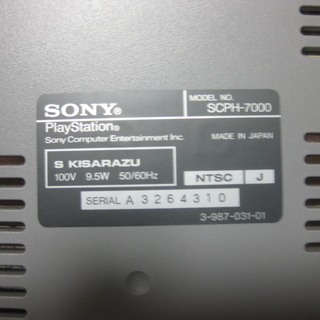 SONY®
PlayStation®
Sony Computer Entertainment Inc.
MODEL NO.
SCPH-7000
MADE IN JAPAN
S KISARAZU
100V 9.5W 50/60Hz
NTSC J
SERIAL A 3264310
3-987-031-01